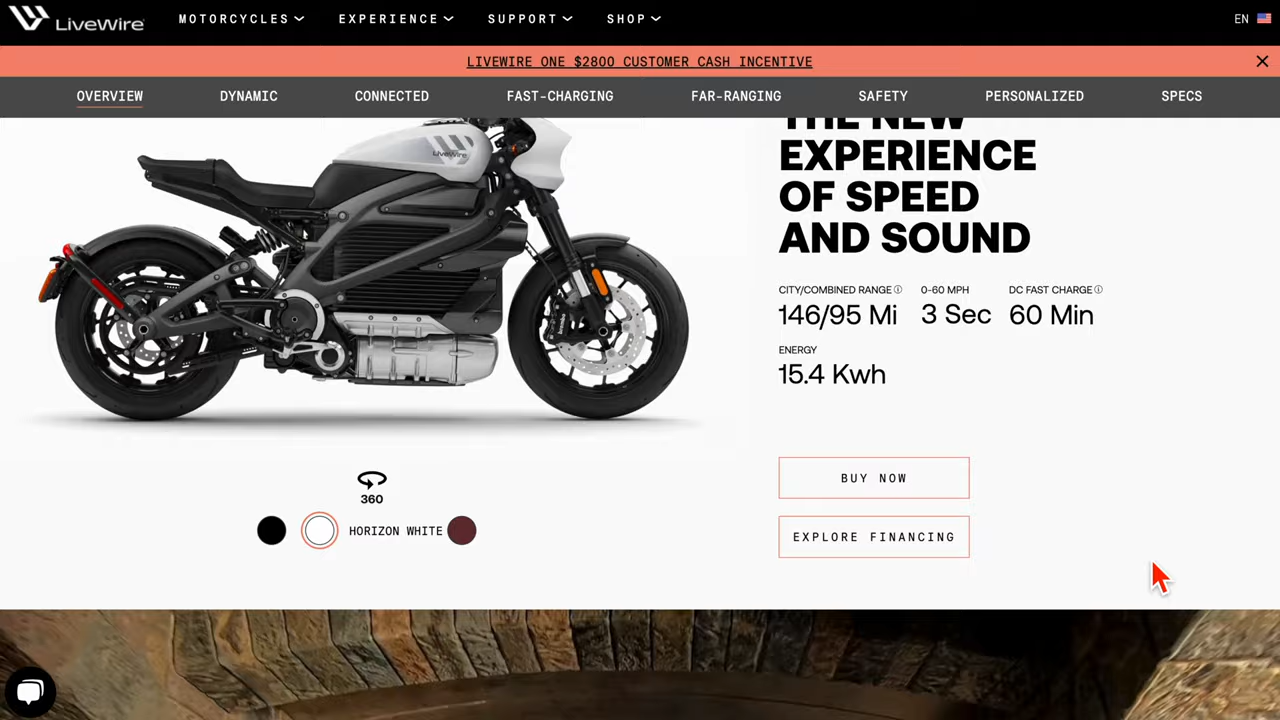 LiveWire
MOTORCYCLES
EXPERIENCE
SUPPORT
SHOP
EN
LIVEWIRE ONE $2800 CUSTOMER CASH INCENTIVE
OVERVIEW
DYNAMIC
CONNECTED
FAST-CHARGING
FAR-RANGING
SAFETY
PERSONALIZED
SPECS
LiveWire
THE NEW
EXPERIENCE
OF SPEED
AND SOUND
CITY/COMBINED RANGE
146/95 Mi
0-60 MPH
3 Sec
DC FAST CHARGE
60 Min
ENERGY
15.4 Kwh
BUY NOW
EXPLORE FINANCING
360
HORIZON WHITE